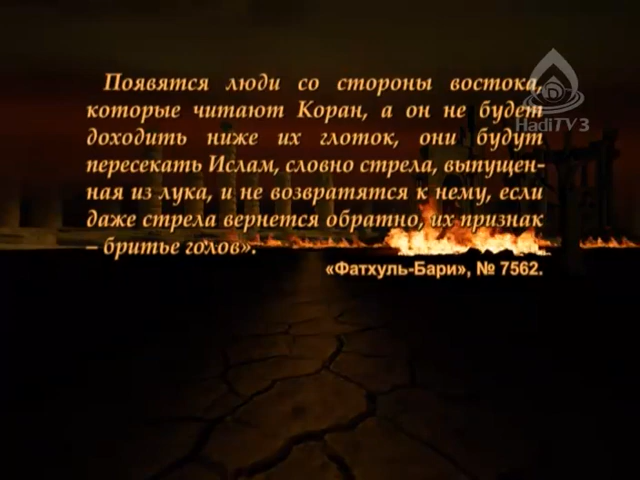 HadiTV 3
Появятся люди со стороны востока,
которые читают Коран, а он не будет
доходить ниже их глоток, они будут
пересекать Ислам, словно стрела, выпущен-
ная из лука, и не возвратятся к нему, если
даже стрела вернется обратно, их признак
– бритье голов».
«Фатхуль-Бари», № 7562.